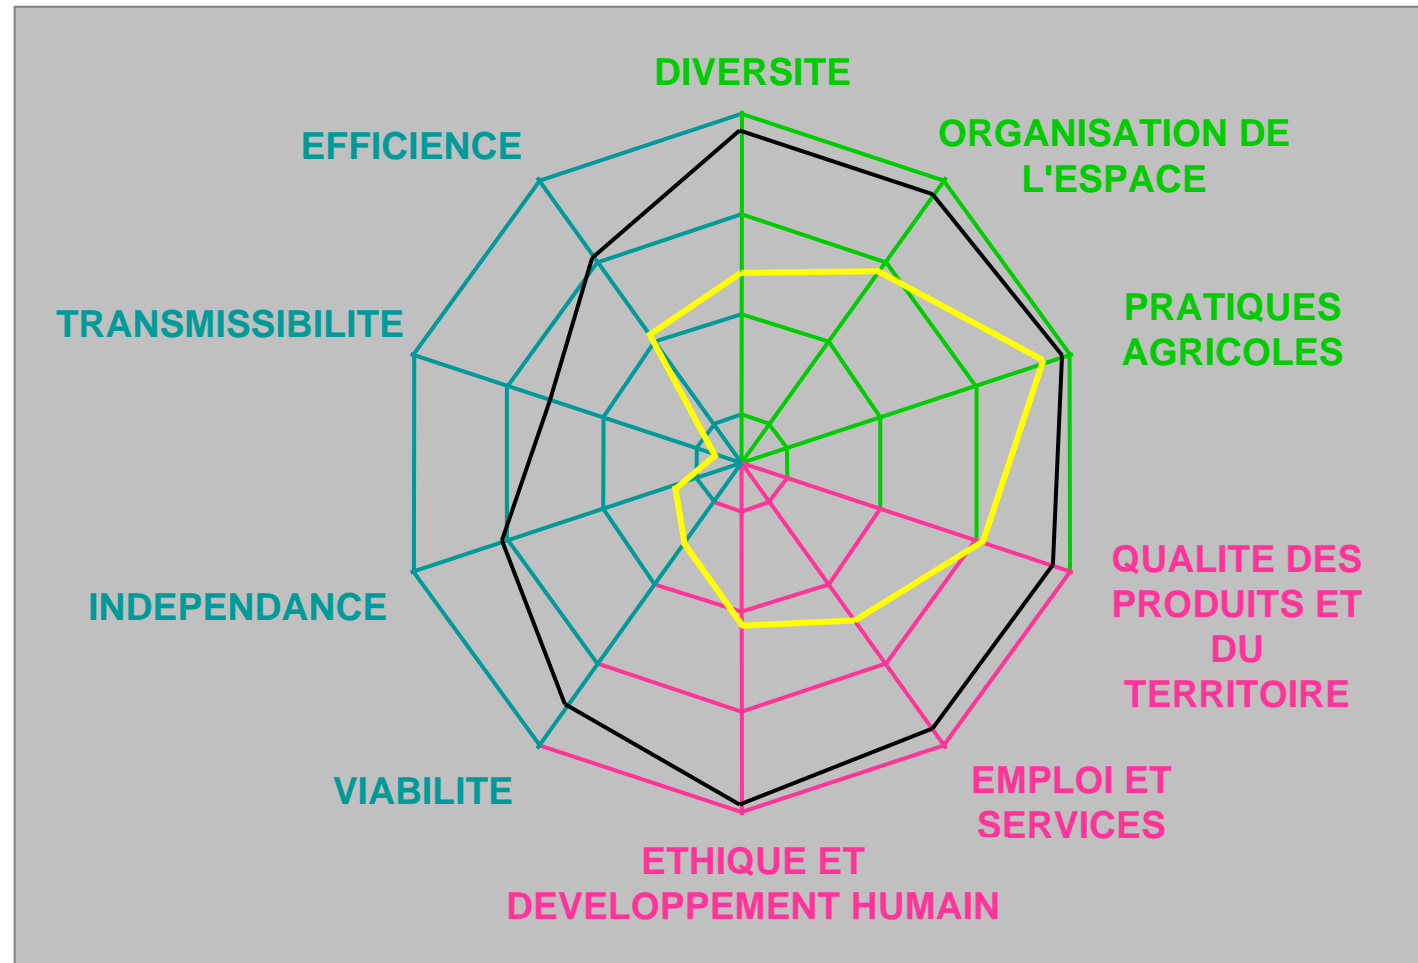 DIVERSITE
ORGANISATION DE
L'ESPACE
PRATIQUES
AGRICOLES
QUALITE DES
PRODUITS ET
DU
TERRITOIRE
EMPLOI ET
SERVICES
ETHIQUE ET
DEVELOPPEMENT HUMAIN
VIABILITE
INDEPENDANCE
TRANSMISSIBILITE
EFFICIENCE